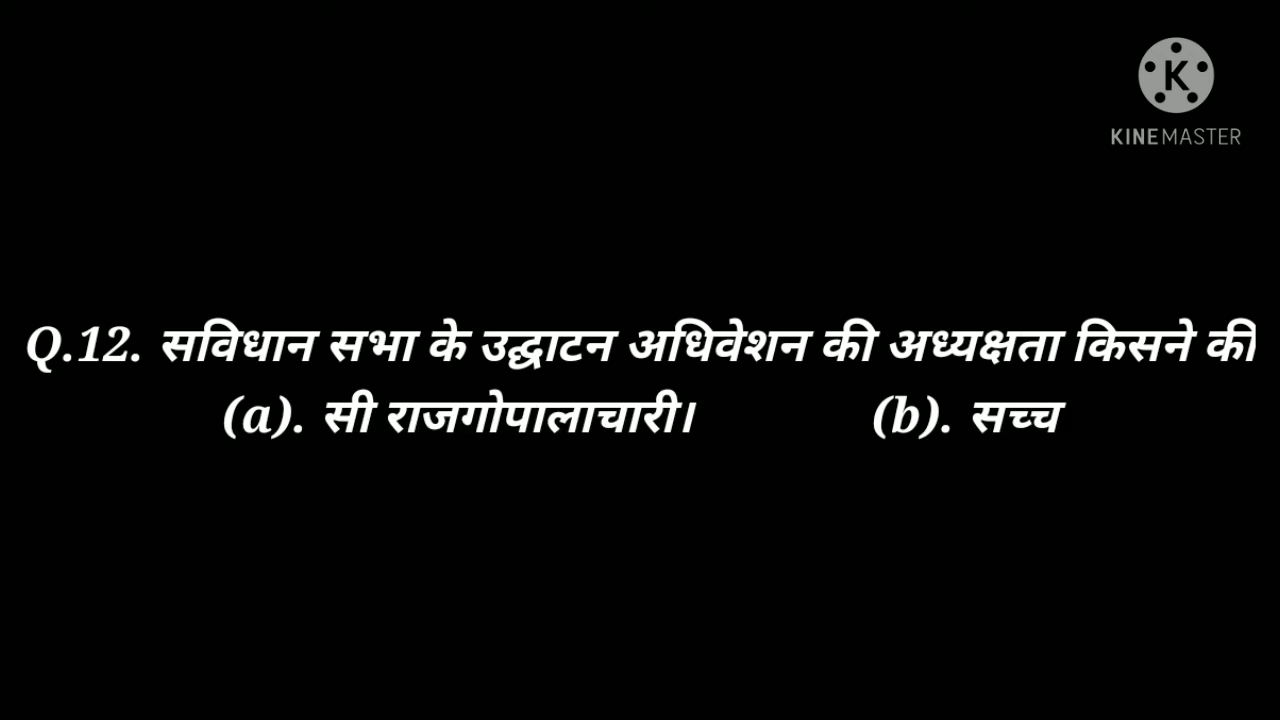 KINEMASTER
Q.12. सविधान सभा के उद्घाटन अधिवेशन की अध्यक्षता किसने की
(a). सी राजगोपालाचारी। (b). सच्च